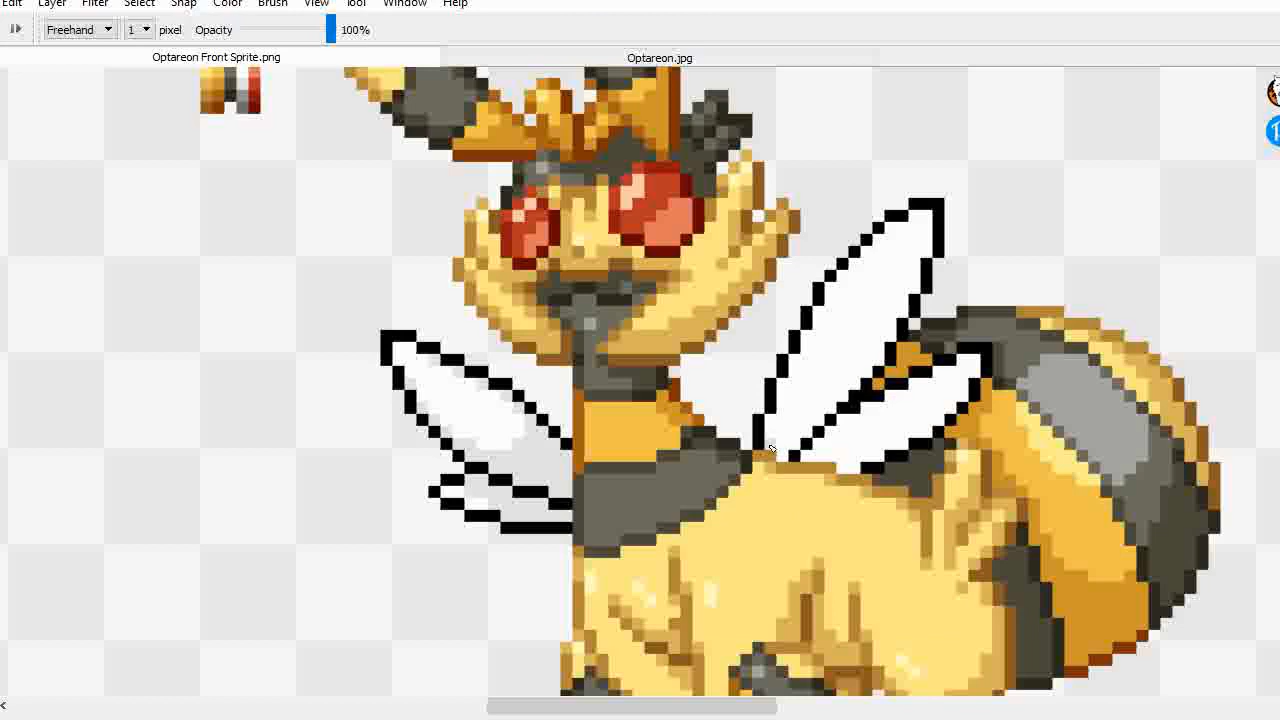 Edit Layer Filter Select Snap Color Brush View Tool Window Help
Freehand 1 pixel Opacity 100%
Optareon Front Sprite.png Optareon.jpg